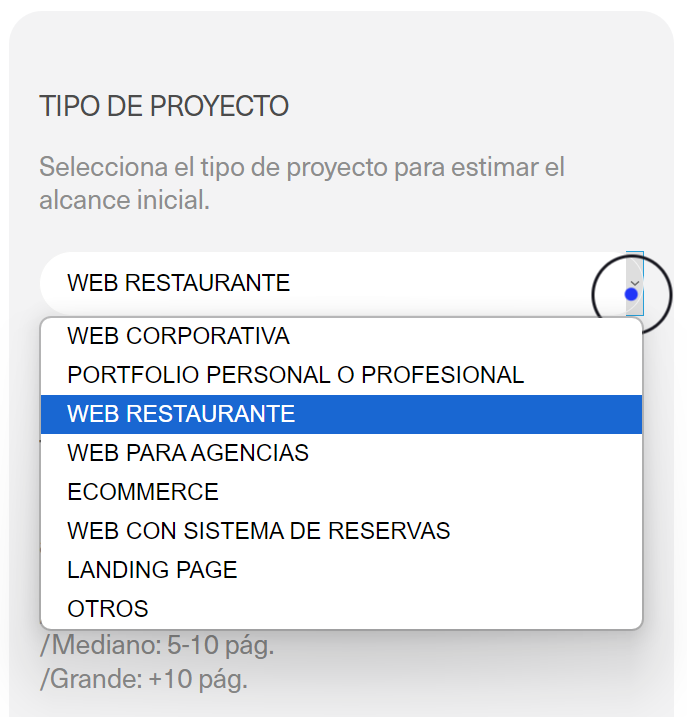 TIPO DE PROYECTO
Selecciona el tipo de proyecto para estimar el
alcance inicial.
WEB RESTAURANTE
WEB CORPORATIVA
PORTFOLIO PERSONAL O PROFESIONAL
WEB RESTAURANTE
WEB PARA AGENCIAS
ECOMMERCE
WEB CON SISTEMA DE RESERVAS
LANDING PAGE
OTROS
/Mediano: 5-10 pág.
/Grande: +10 pág.